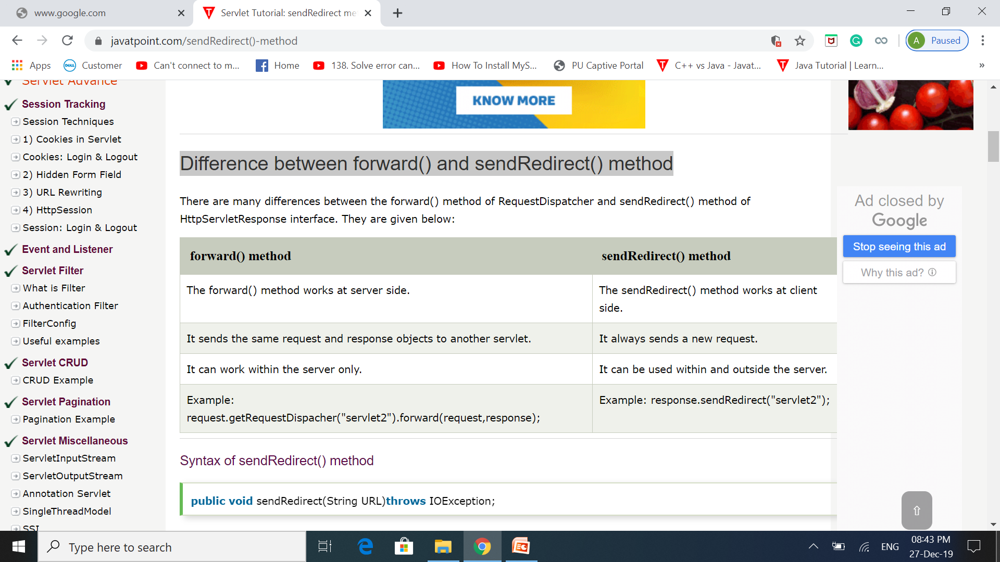 www.google.com
Servlet Tutorial: sendRedirect me
javatpoint.com/sendRedirect()-method
A Paused
Apps
DELL Customer
Can't connect to m...
Home
138. Solve error can...
How To Install MyS...
PU Captive Portal
C++ vs Java - Javat...
Java Tutorial | Learn...
»
Servlet Advance
Session Tracking
Session Techniques
1) Cookies in Servlet
Cookies: Login & Logout
2) Hidden Form Field
3) URL Rewriting
4) HttpSession
Session: Login & Logout
Event and Listener
Servlet Filter
What is Filter
Authentication Filter
FilterConfig
Useful examples
Servlet CRUD
CRUD Example
Servlet Pagination
Pagination Example
Servlet Miscellaneous
ServletInputStream
ServletOutputStream
Annotation Servlet
SingleThreadModel
SSI
KNOW MORE
Difference between forward() and sendRedirect() method
There are many differences between the forward() method of RequestDispatcher and sendRedirect() method of
HttpServletResponse interface. They are given below:
forward() method
sendRedirect() method
The forward() method works at server side.
The sendRedirect() method works at client
side.
It sends the same request and response objects to another servlet.
It always sends a new request.
It can work within the server only.
It can be used within and outside the server.
Example:
request.getRequestDispacher("servlet2").forward(request,response);
Example: response.sendRedirect("servlet2");
Syntax of sendRedirect() method
public void sendRedirect(String URL)throws IOException;
Ad closed by
Google
Stop seeing this ad
Why this ad?
Type here to search
ENG
08:43 PM
27-Dec-19